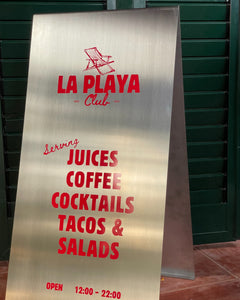 LA PLAYA
- Club -
Serving
JUICES
COFFEE
COCKTAILS
TACOS &
SALADS
OPEN 12:00 - 22:00